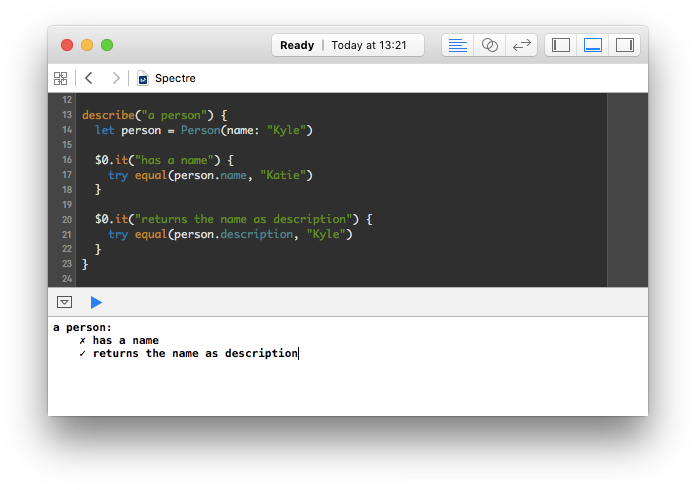 Ready | Today at 13:21
Spectre
12
13 describe("a person") {
14 let person = Person(name: "Kyle")
15
16 $0.it("has a name") {
17 try equal(person.name, "Katie")
18 }
19
20 $0.it("returns the name as description") {
21 try equal(person.description, "Kyle")
22 }
23 }
24
a person:
✗ has a name
✓ returns the name as description